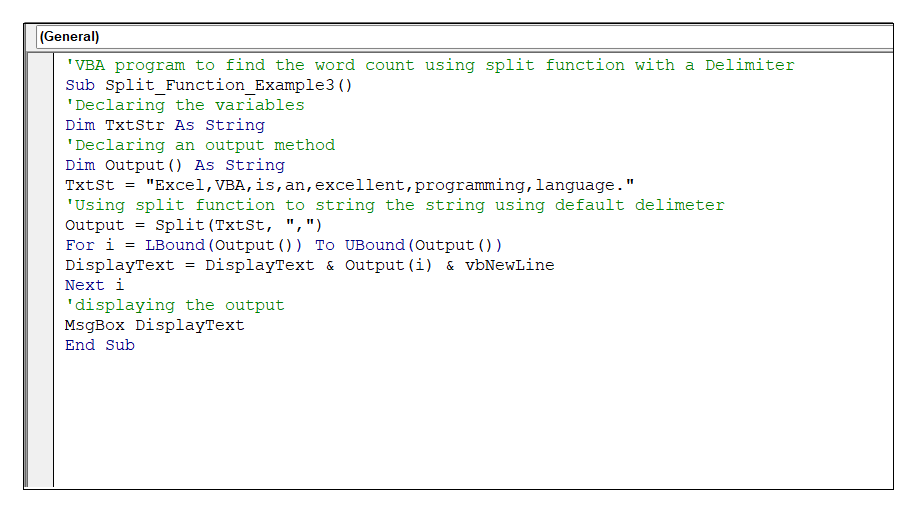 (General)
'VBA program to find the word count using split function with a Delimiter
Sub Split_Function_Example3()
'Declaring the variables
Dim TxtStr As String
'Declaring an output method
Dim Output() As String
TxtSt = "Excel,VBA,is,an,excellent,programming,language."
'Using split function to string the string using default delimeter
Output = Split(TxtSt, ",")
For i = LBound(Output()) To UBound(Output())
DisplayText = DisplayText & Output(i) & vbNewLine
Next i
'displaying the output
MsgBox DisplayText
End Sub